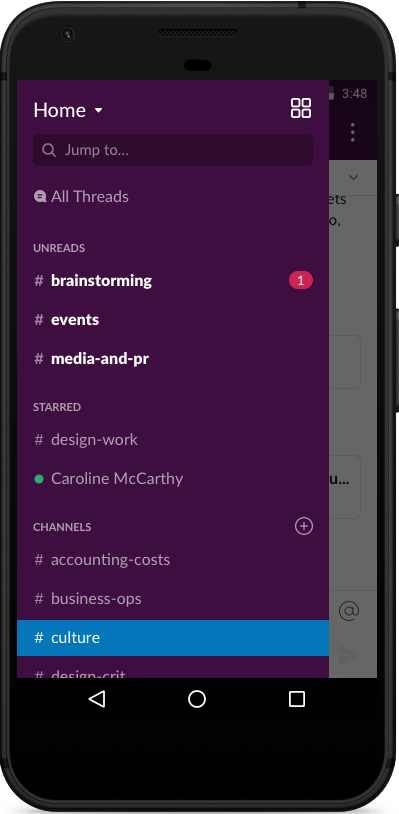 3:48
Home
Jump to...
All Threads
ets
o,
UNREADS
# brainstorming 1
# events
# media-and-pr
STARRED
# design-work
Caroline McCarthy
u...
CHANNELS
# accounting-costs
# business-ops
# culture
@
# design-crit